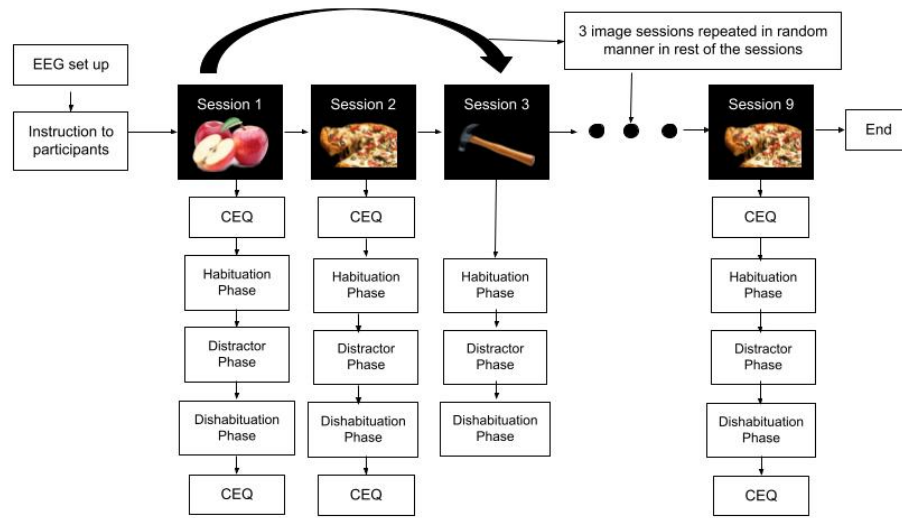 3 image sessions repeated in random
manner in rest of the sessions
EEG set up
Instruction to
participants
Session 1
Session 2
Session 3
Session 9
End
CEQ
Habituation
Phase
Distractor
Phase
Dishabituation
Phase
CEQ
CEQ
Habituation
Phase
Distractor
Phase
Dishabituation
Phase
CEQ
Habituation
Phase
Distractor
Phase
Dishabituation
Phase
CEQ
Habituation
Phase
Distractor
Phase
Dishabituation
Phase
CEQ